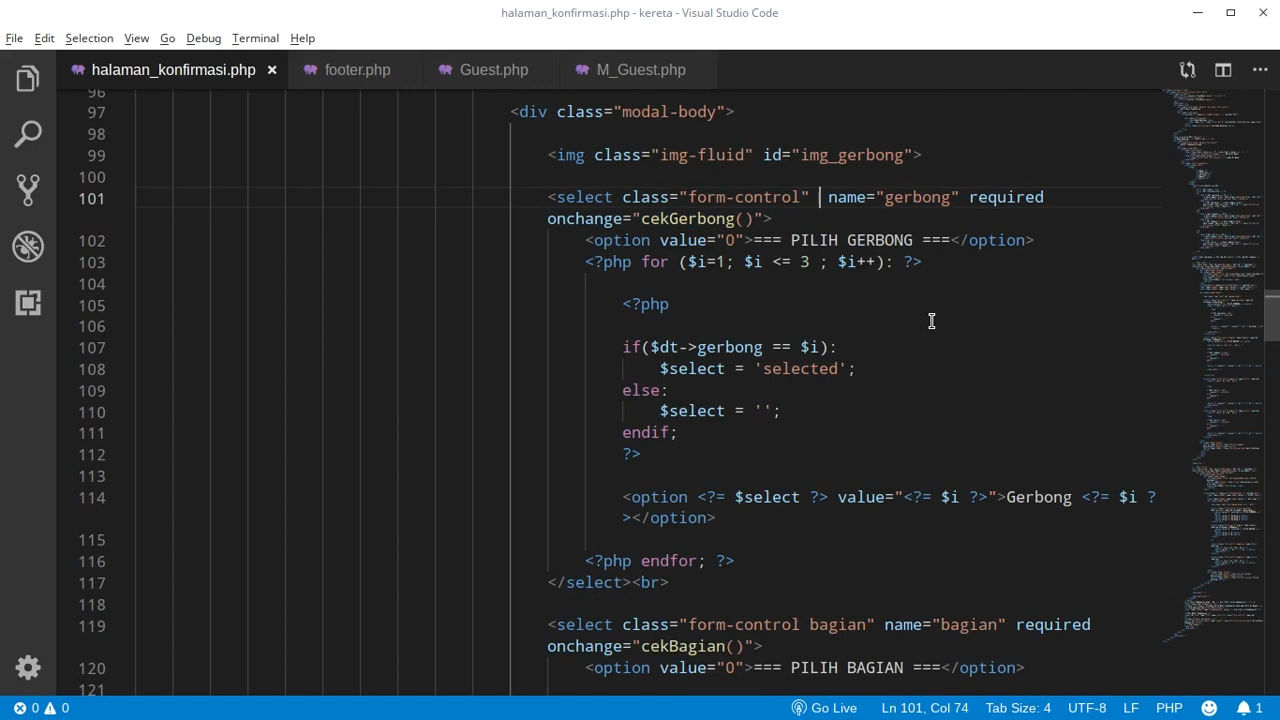 halaman_konfirmasi.php - kereta - Visual Studio Code
File Edit Selection View Go Debug Terminal Help
halaman_konfirmasi.php footer.php Guest.php M_Guest.php
96
97 <div class="modal-body">
98
99 <img class="img-fluid" id="img_gerbong">
100
101 <select class="form-control" name="gerbong" required
onchange="cekGerbong()">
102 <option value="0">=== PILIH GERBONG ===</option>
103 <?php for ($i=1; $i <= 3 ; $i++): ?>
104
105 <?php
106
107 if($dt->gerbong == $i):
108 $select = 'selected';
109 else:
110 $select = '';
111 endif;
112 ?>
113
114 <option <?= $select ?> value="<?= $i ?>">Gerbong <?= $i ?
></option>
115
116 <?php endfor; ?>
117 </select><br>
118
119 <select class="form-control bagian" name="bagian" required
onchange="cekBagian()">
120 <option value="0">=== PILIH BAGIAN ===</option>
121
0 0 Go Live Ln 101, Col 74 Tab Size: 4 UTF-8 LF PHP 1